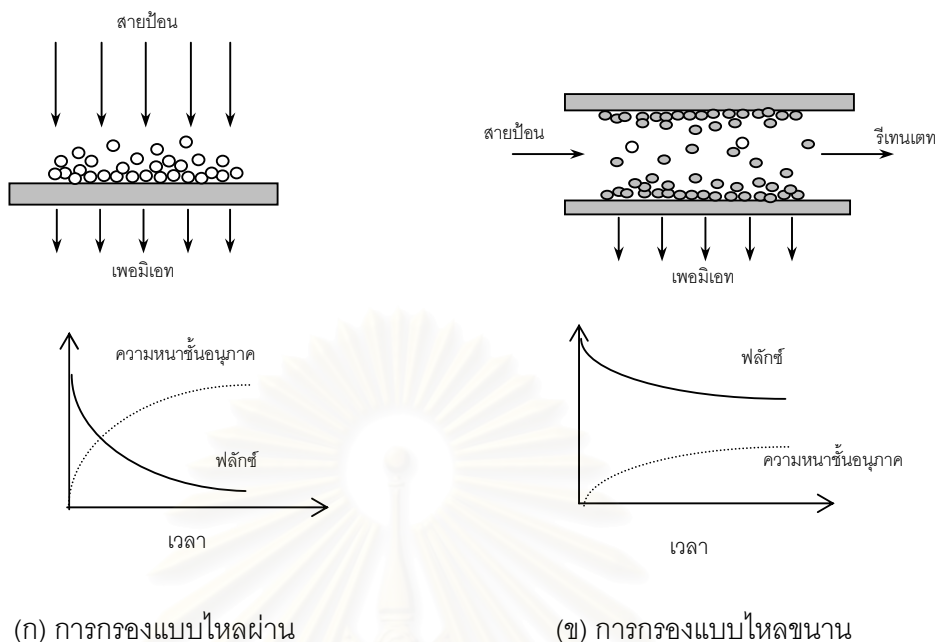 สายป้อน
เพอมิเอท
ความหนาชั้นอนุภาค
ฟลักซ์
เวลา
(ก) การกรองแบบไหลผ่าน
สายป้อน
รีเทนเตท
เพอมิเอท
ฟลักซ์
ความหนาชั้นอนุภาค
เวลา
(ข) การกรองแบบไหลขนาน